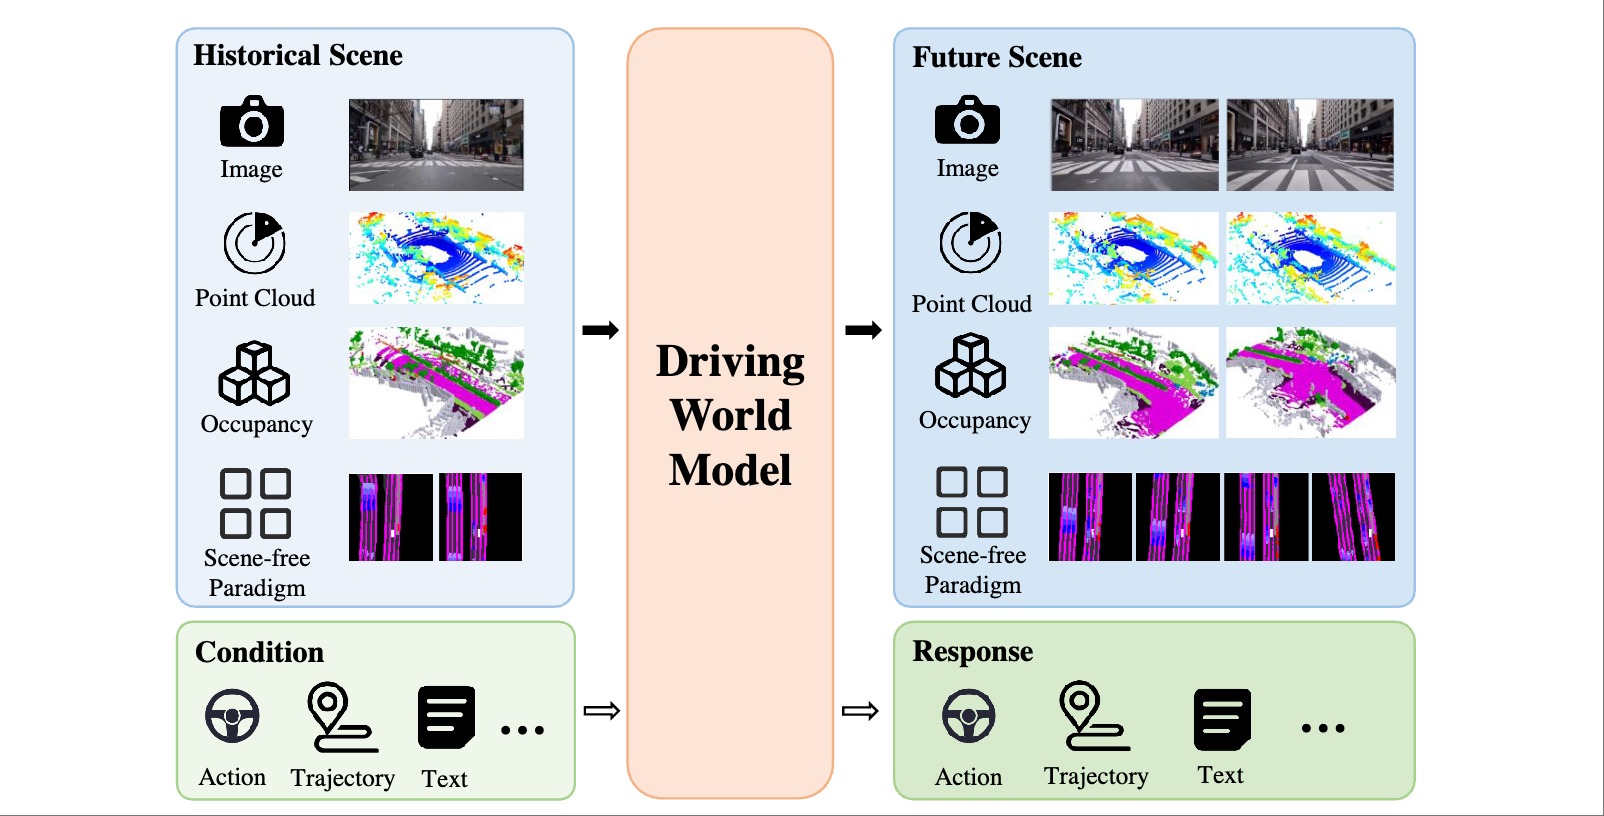 Historical Scene
Image
Point Cloud
Occupancy
Scene-free
Paradigm
Condition
Action
Trajectory
Text
...
Driving
World
Model
Future Scene
Image
Point Cloud
Occupancy
Scene-free
Paradigm
Response
Action
Trajectory
Text
...